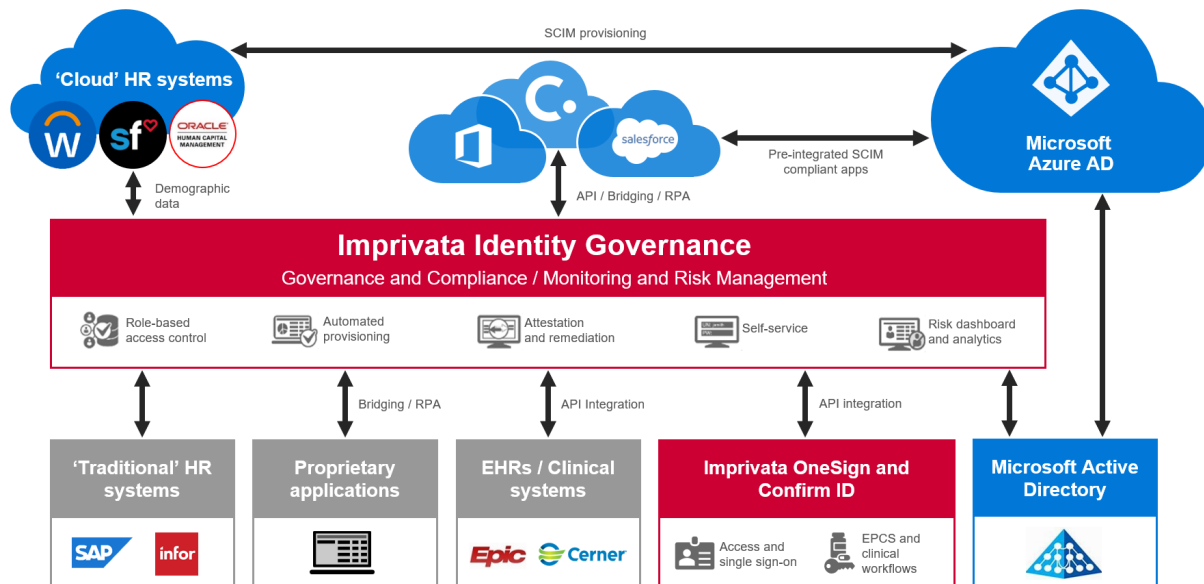 SCIM provisioning
'Cloud' HR systems
W
sf
ORACLE
HUMAN CAPITAL
MANAGEMENT
C.
salesforce
Microsoft
Azure AD
Pre-integrated SCIM
compliant apps
Demographic
data
API / Bridging / RPA
Imprivata Identity Governance
Governance and Compliance / Monitoring and Risk Management
Role-based
access control
Automated
provisioning
Attestation
and remediation
Self-service
Risk dashboard
and analytics
Bridging / RPA
API Integration
API integration
'Traditional' HR
systems
SAP
infor
Proprietary
applications
EHRs / Clinical
systems
Epic
Cerner
Imprivata OneSign and
Confirm ID
Access and
single sign-on
EPCS and
clinical
workflows
Microsoft Active
Directory